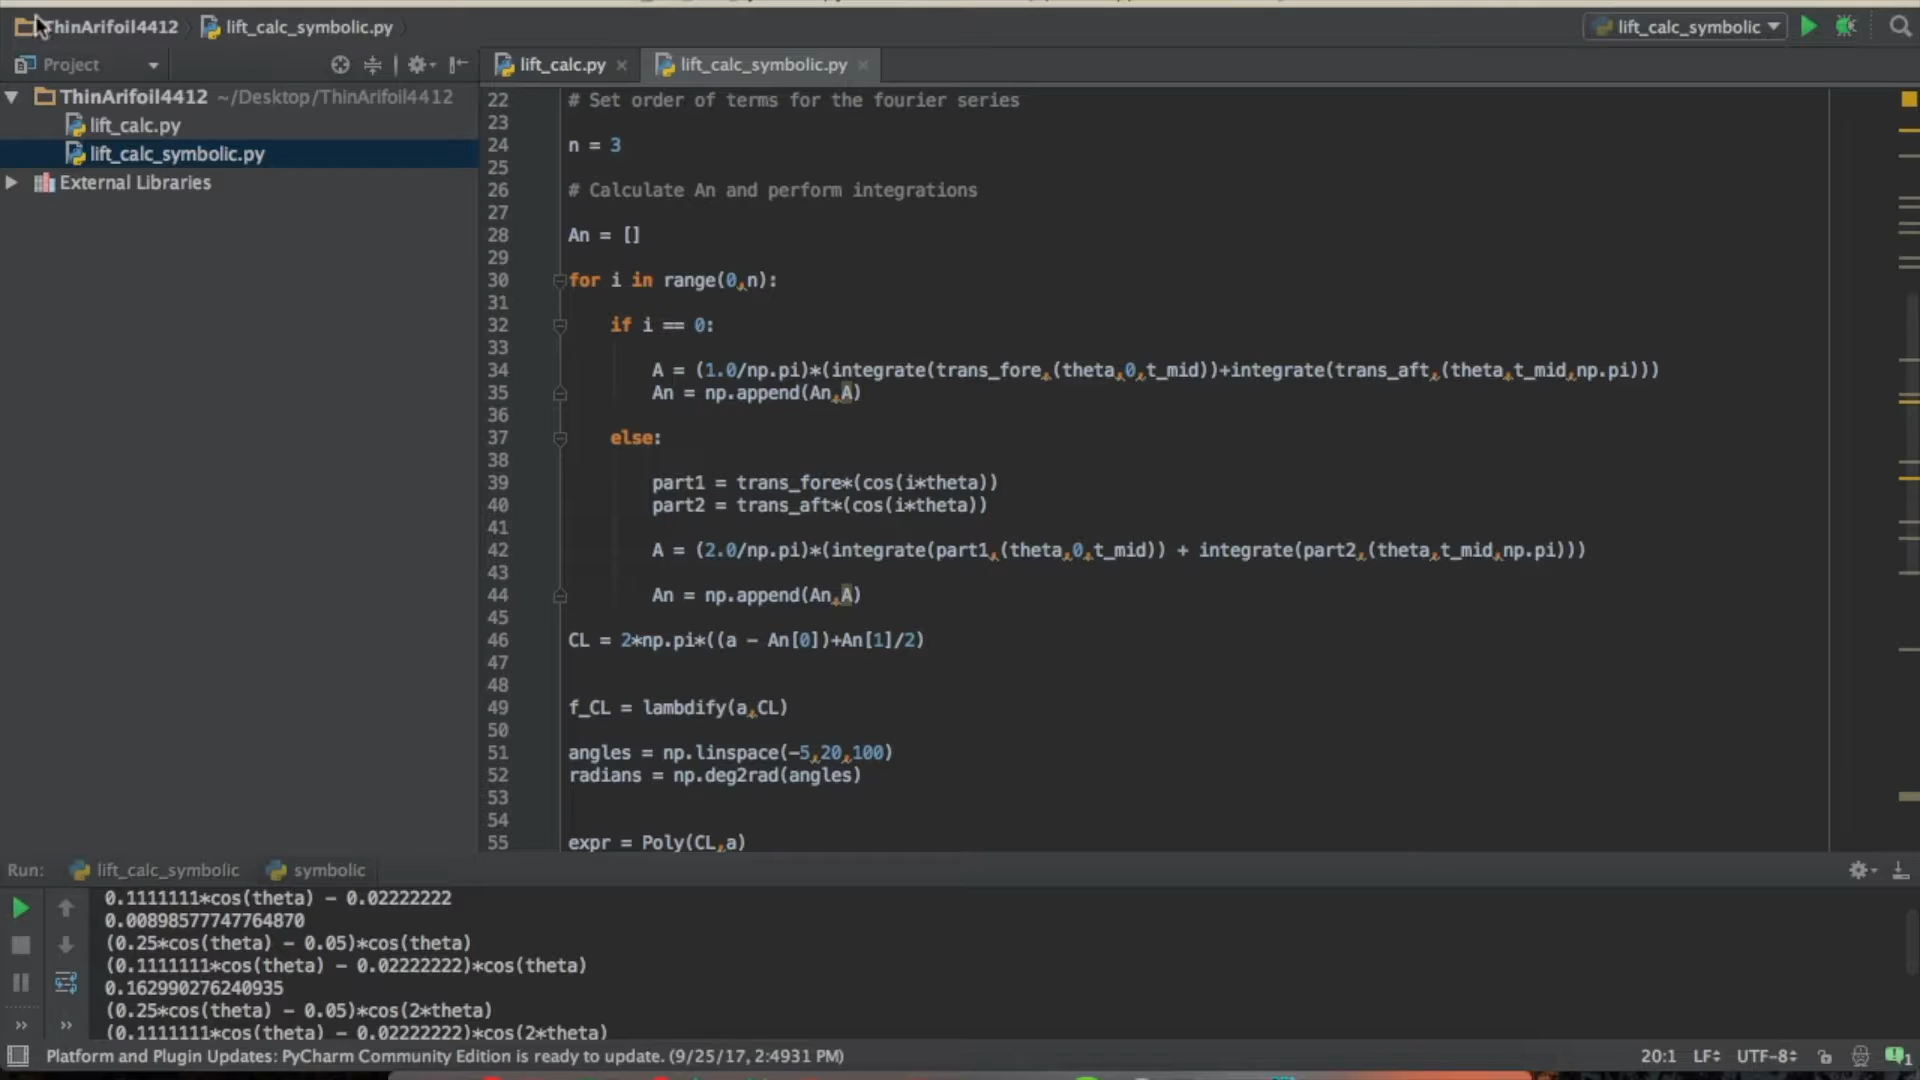 ThinArifoil4412
lift_calc_symbolic.py
lift_calc_symbolic
Project
lift_calc.py
lift_calc_symbolic.py
ThinArifoil4412 ~/Desktop/ThinArifoil4412
lift_calc.py
lift_calc_symbolic.py
External Libraries
22 # Set order of terms for the fourier series
23
24 n = 3
25
26 # Calculate An and perform integrations
27
28 An = []
29
30 for i in range(0,n):
31
32 if i == 0:
33
34 A = (1.0/np.pi)*(integrate(trans_fore,(theta,0,t_mid))+integrate(trans_aft,(theta,t_mid,np.pi)))
35 An = np.append(An,A)
36
37 else:
38
39 part1 = trans_fore*(cos(i*theta))
40 part2 = trans_aft*(cos(i*theta))
41
42 A = (2.0/np.pi)*(integrate(part1,(theta,0,t_mid)) + integrate(part2,(theta,t_mid,np.pi)))
43
44 An = np.append(An,A)
45
46 CL = 2*np.pi*((a - An[0])+An[1]/2)
47
48
49 f_CL = lambdify(a,CL)
50
51 angles = np.linspace(-5,20,100)
52 radians = np.deg2rad(angles)
53
54
55 expr = Poly(CL,a)
Run: lift_calc_symbolic symbolic
0.1111111*cos(theta) - 0.02222222
0.00898577747764870
(0.25*cos(theta) - 0.05)*cos(theta)
(0.1111111*cos(theta) - 0.02222222)*cos(theta)
0.162990276240935
(0.25*cos(theta) - 0.05)*cos(2*theta)
(0.1111111*cos(theta) - 0.02222222)*cos(2*theta)
Platform and Plugin Updates: PyCharm Community Edition is ready to update. (9/25/17, 2:4931 PM)
20:1 LF UTF-8 1